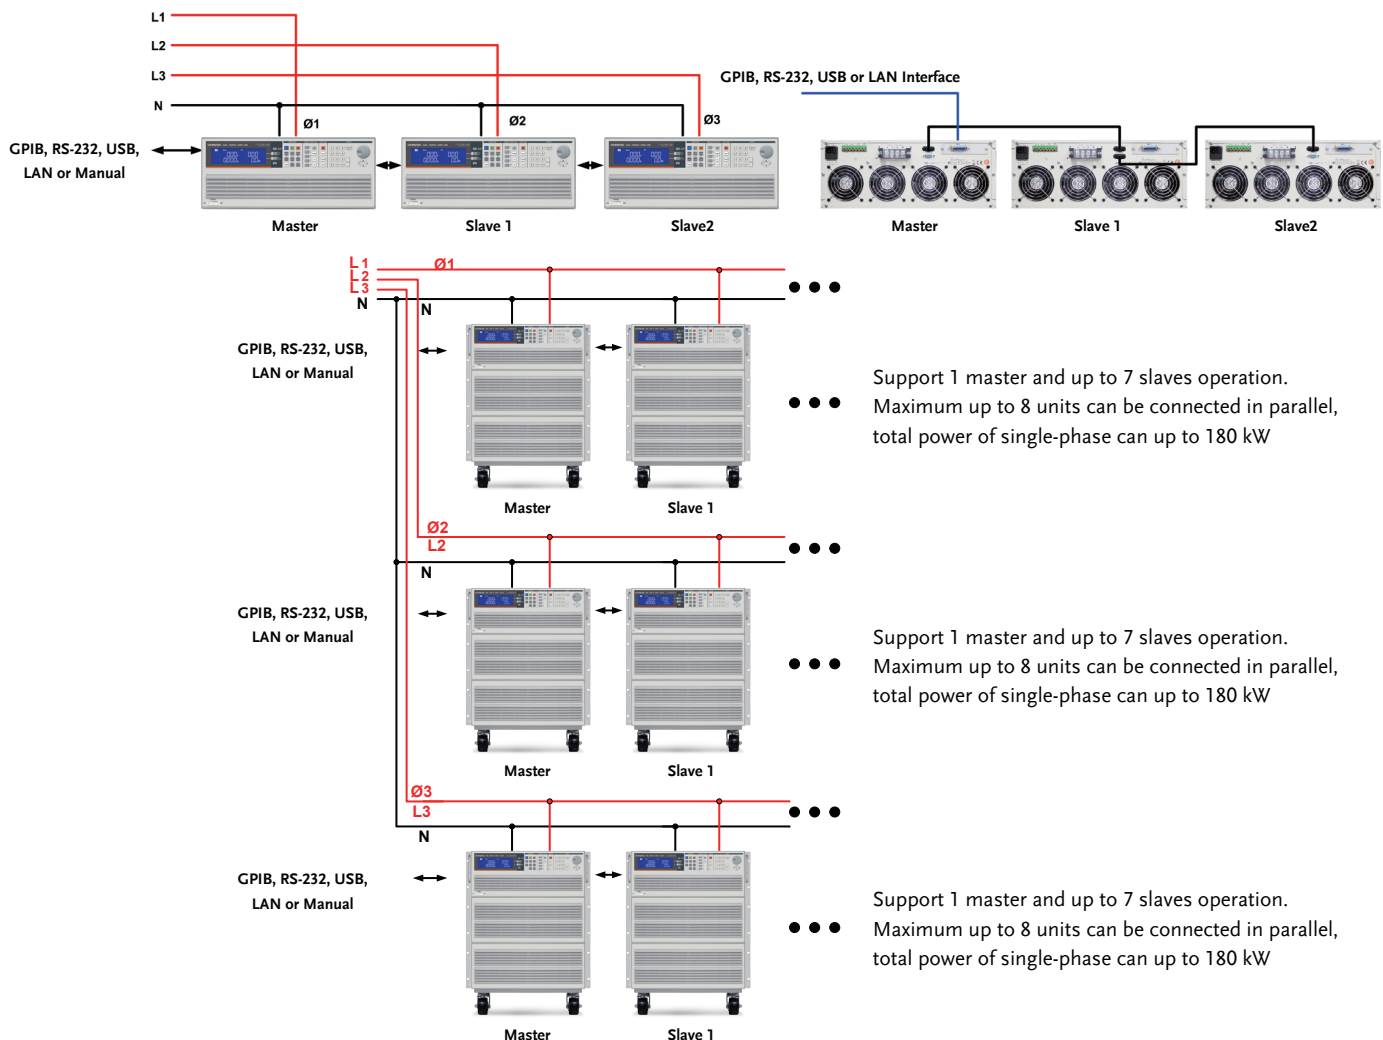 L1
L2
L3
N
Ø1
Ø2
Ø3
GPIB, RS-232, USB,
LAN or Manual
Master
Slave 1
Slave2
GPIB, RS-232, USB or LAN Interface
Master
Slave 1
Slave2
L1
L2
L3
N
Ø1
N
GPIB, RS-232, USB,
LAN or Manual
Master
Slave 1
Support 1 master and up to 7 slaves operation.
Maximum up to 8 units can be connected in parallel,
total power of single-phase can up to 180 kW
Ø2
L2
N
GPIB, RS-232, USB,
LAN or Manual
Master
Slave 1
Support 1 master and up to 7 slaves operation.
Maximum up to 8 units can be connected in parallel,
total power of single-phase can up to 180 kW
Ø3
L3
N
GPIB, RS-232, USB,
LAN or Manual
Master
Slave 1
Support 1 master and up to 7 slaves operation.
Maximum up to 8 units can be connected in parallel,
total power of single-phase can up to 180 kW